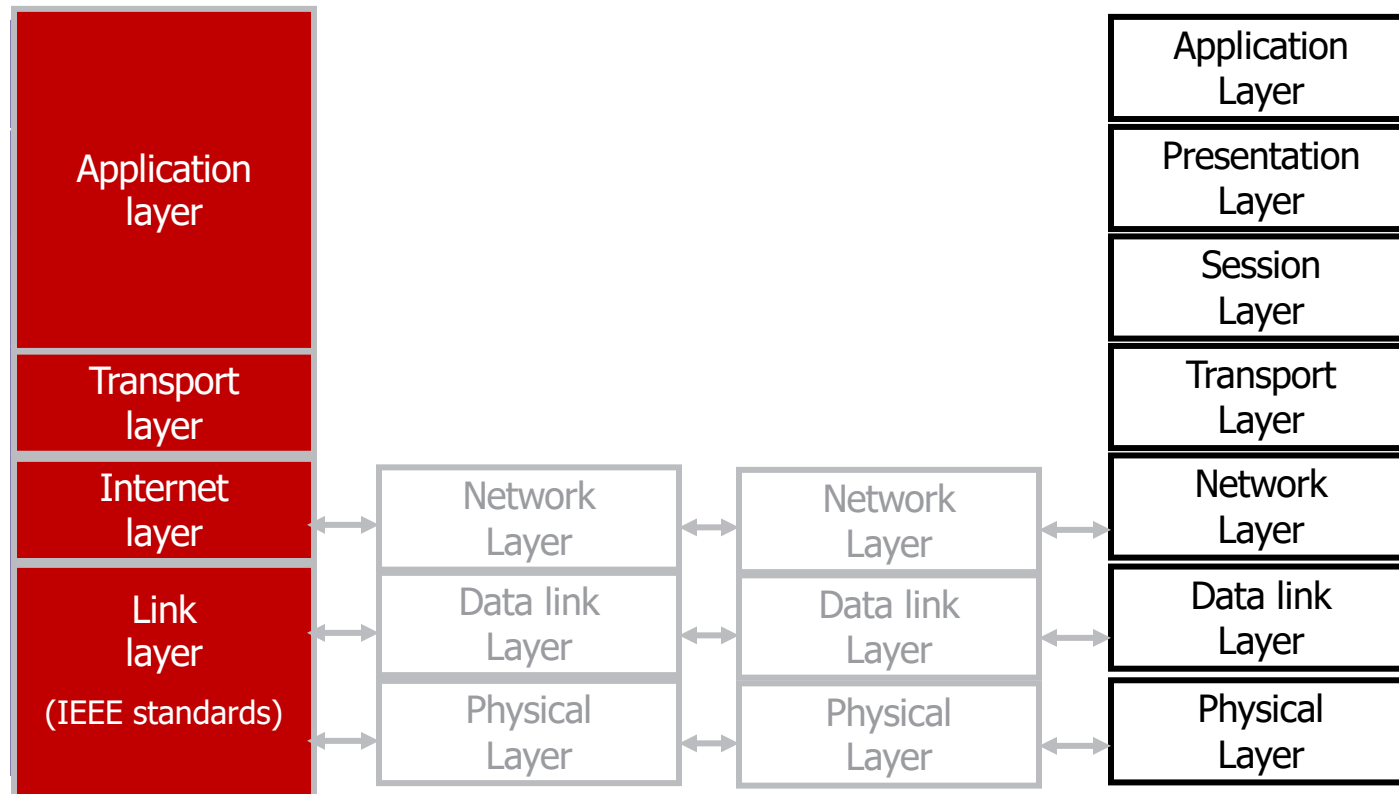 Application
layer
Transport
layer
Internet
layer
Link
layer
(IEEE standards)
Network
Layer
Data link
Layer
Physical
Layer
Network
Layer
Data link
Layer
Physical
Layer
Application
Layer
Presentation
Layer
Session
Layer
Transport
Layer
Network
Layer
Data link
Layer
Physical
Layer